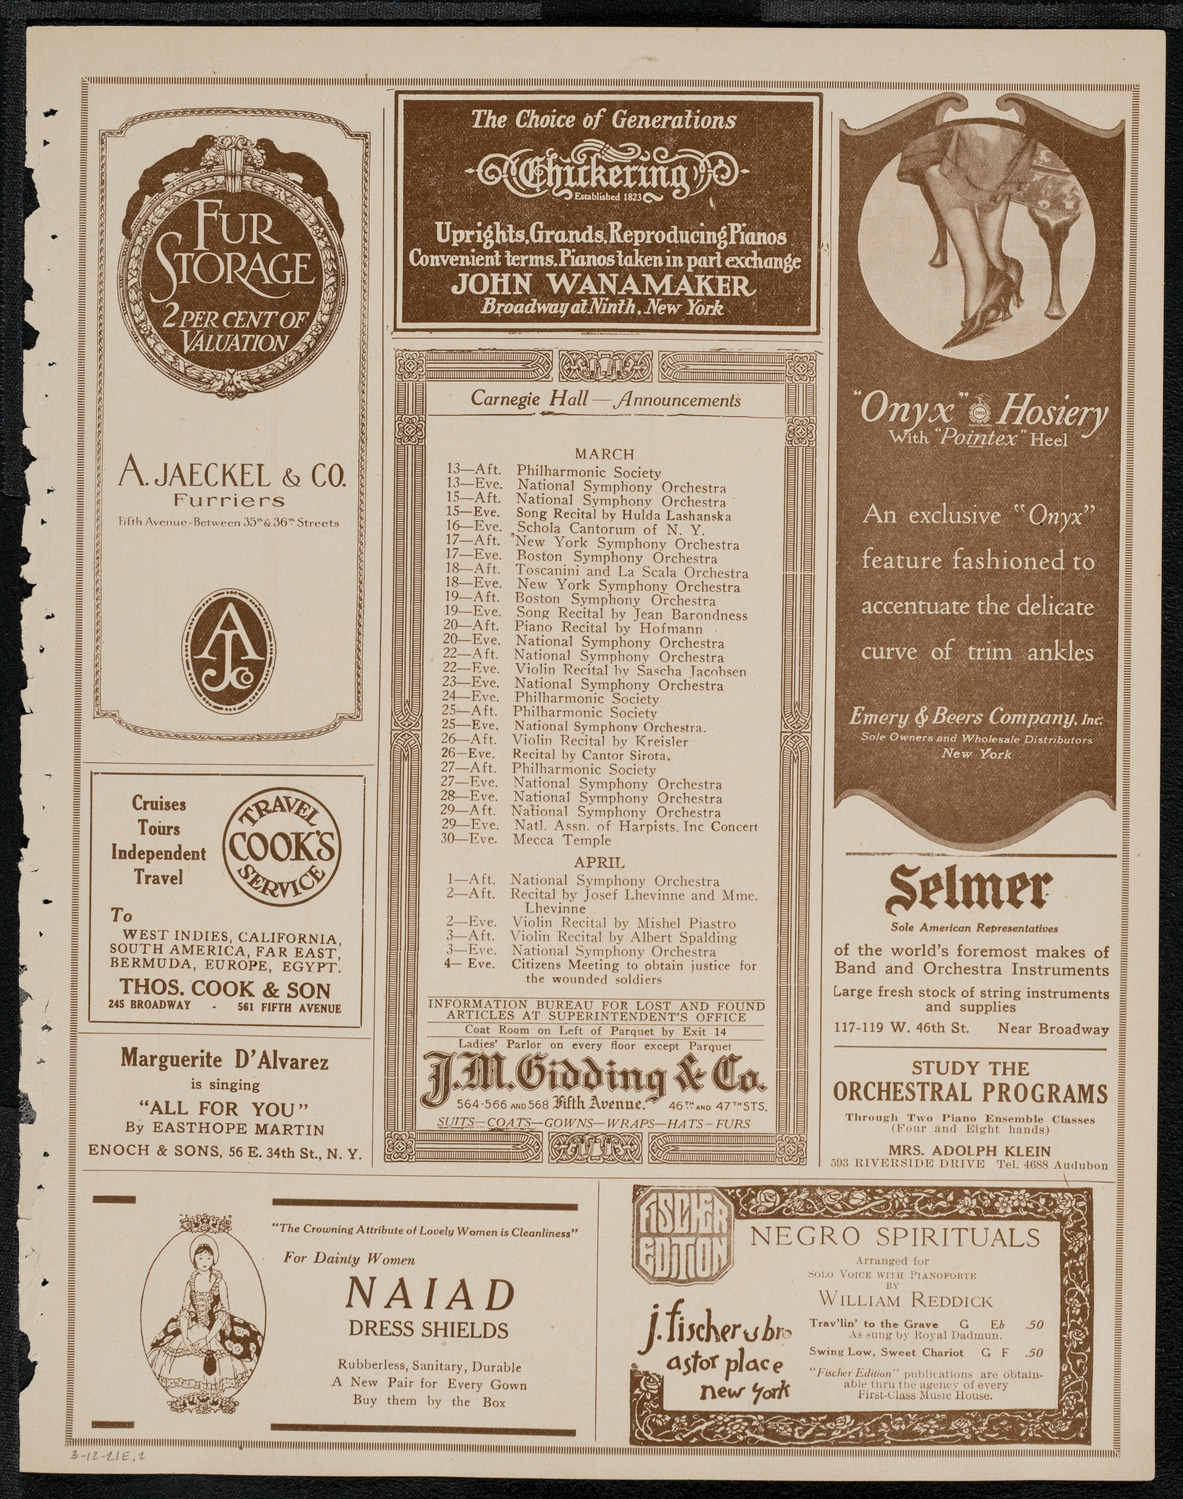 FUR
STORAGE
2 PER CENT OF
VALUATION
A. JAECKEL & CO.
Furriers
Fifth Avenue-Between 35th & 36th Streets
AJCo
Cruises
Tours
Independent
Travel
TRAVEL
COOK'S
SERVICE
To
WEST INDIES, CALIFORNIA,
SOUTH AMERICA, FAR EAST,
BERMUDA, EUROPE, EGYPT.
THOS. COOK & SON
245 BROADWAY - 561 FIFTH AVENUE
Marguerite D'Alvarez
is singing
"ALL FOR YOU"
By EASTHOPE MARTIN
ENOCH & SONS, 56 E. 34th St., N. Y.
The Choice of Generations
Chickering
Established 1823
Uprights, Grands, Reproducing Pianos
Convenient terms. Pianos taken in part exchange
JOHN WANAMAKER
Broadway at Ninth, New York
Carnegie Hall — Announcements
MARCH
13—Aft. Philharmonic Society
13—Eve. National Symphony Orchestra
15—Aft. National Symphony Orchestra
15—Eve. Song Recital by Hulda Lashanska
16—Eve. Schola Cantorum of N. Y.
17—Aft. New York Symphony Orchestra
17—Eve. Boston Symphony Orchestra
18—Aft. Toscanini and La Scala Orchestra
18—Eve. New York Symphony Orchestra
19—Aft. Boston Symphony Orchestra
19—Eve. Song Recital by Jean Barondness
20—Aft. Piano Recital by Hofmann
20—Eve. National Symphony Orchestra
22—Aft. National Symphony Orchestra
22—Eve. Violin Recital by Sascha Jacobsen
23—Eve. National Symphony Orchestra
24—Eve. Philharmonic Society
25—Aft. Philharmonic Society
25—Eve. National Symphony Orchestra.
26—Aft. Violin Recital by Kreisler
26—Eve. Recital by Cantor Sirota.
27—Aft. Philharmonic Society
27—Eve. National Symphony Orchestra
28—Eve. National Symphony Orchestra
29—Aft. National Symphony Orchestra
29—Eve. Natl. Assn. of Harpists, Inc Concert
30—Eve. Mecca Temple
APRIL
1—Aft. National Symphony Orchestra
2—Aft. Recital by Josef Lhevinne and Mme.
Lhevinne
2—Eve. Violin Recital by Mishel Piastro
3—Aft. Violin Recital by Albert Spalding
3—Eve. National Symphony Orchestra
4— Eve. Citizens Meeting to obtain justice for
the wounded soldiers
INFORMATION BUREAU FOR LOST AND FOUND
ARTICLES AT SUPERINTENDENT'S OFFICE
Coat Room on Left of Parquet by Exit 14
Ladies' Parlor on every floor except Parquet
J.M. Gidding & Co.
564-566 AND 568 Fifth Avenue. 46TH AND 47TH STS.
SUITS—COATS—GOWNS—WRAPS—HATS—FURS
"Onyx" Hosiery
With "Pointex" Heel
An exclusive "Onyx"
feature fashioned to
accentuate the delicate
curve of trim ankles
Emery & Beers Company, Inc.
Sole Owners and Wholesale Distributors
New York
Selmer
Sole American Representatives
of the world's foremost makes of
Band and Orchestra Instruments
Large fresh stock of string instruments
and supplies
117-119 W. 46th St. Near Broadway
STUDY THE
ORCHESTRAL PROGRAMS
Through Two Piano Ensemble Classes
(Four and Eight hands)
MRS. ADOLPH KLEIN
593 RIVERSIDE DRIVE Tel. 4688 Audubon
"The Crowning Attribute of Lovely Women is Cleanliness"
For Dainty Women
NAIAD
DRESS SHIELDS
Rubberless, Sanitary, Durable
A New Pair for Every Gown
Buy them by the Box
FISCHER
EDITION
j. fischer & bro
astor place
new york
NEGRO SPIRITUALS
Arranged for
SOLO VOICE WITH PIANOFORTE
BY
WILLIAM REDDICK
Trav'lin' to the Grave G Eb .50
As sung by Royal Dadmun.
Swing Low, Sweet Chariot G F .50
"Fischer Edition" publications are obtain-
able thru the agency of every
First-Class Music House.
3-12-21E.2